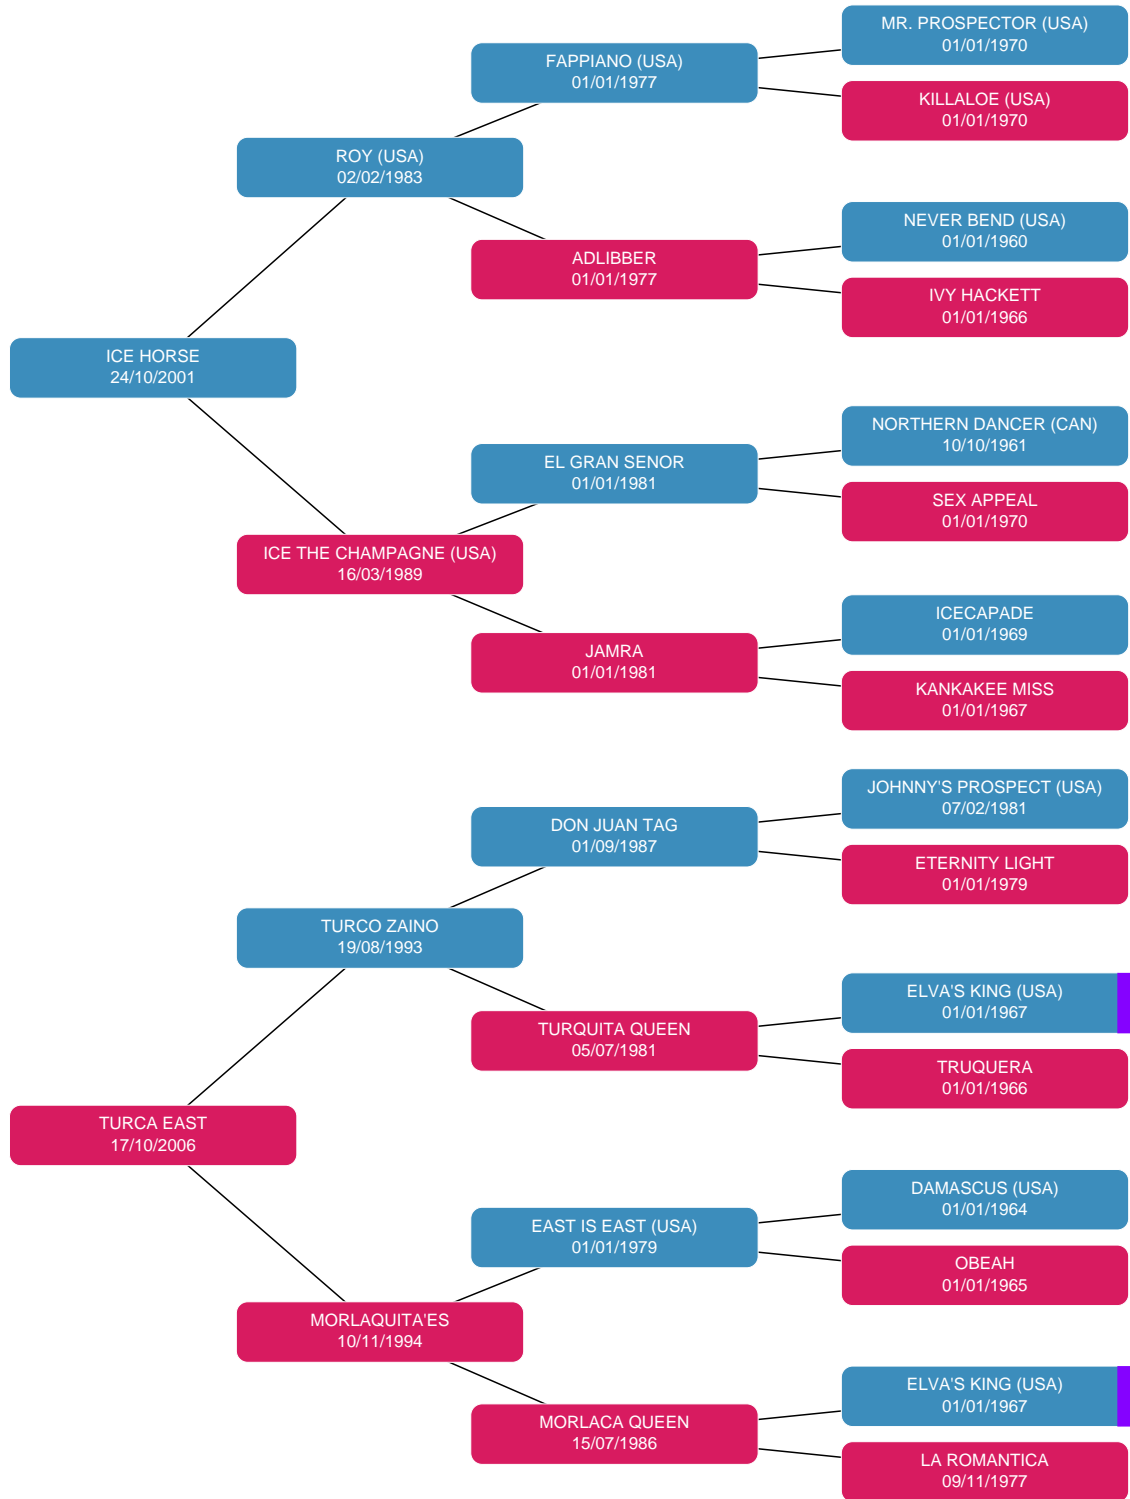 MR. PROSPECTOR (USA)
01/01/1970
FAPPIANO (USA)
01/01/1977
KILLALOE (USA)
01/01/1970
ROY (USA)
02/02/1983
NEVER BEND (USA)
01/01/1960
ADLIBBER
01/01/1977
IVY HACKETT
01/01/1966
ICE HORSE
24/10/2001
NORTHERN DANCER (CAN)
10/10/1961
EL GRAN SENOR
01/01/1981
SEX APPEAL
01/01/1970
ICE THE CHAMPAGNE (USA)
16/03/1989
ICECAPADE
01/01/1969
JAMRA
01/01/1981
KANKAKEE MISS
01/01/1967
JOHNNY'S PROSPECT (USA)
07/02/1981
DON JUAN TAG
01/09/1987
ETERNITY LIGHT
01/01/1979
TURCO ZAINO
19/08/1993
ELVA'S KING (USA)
01/01/1967
TURQUITA QUEEN
05/07/1981
TRUQUERA
01/01/1966
TURCA EAST
17/10/2006
DAMASCUS (USA)
01/01/1964
EAST IS EAST (USA)
01/01/1979
OBEAH
01/01/1965
MORLAQUITA'ES
10/11/1994
ELVA'S KING (USA)
01/01/1967
MORLACA QUEEN
15/07/1986
LA ROMANTICA
09/11/1977